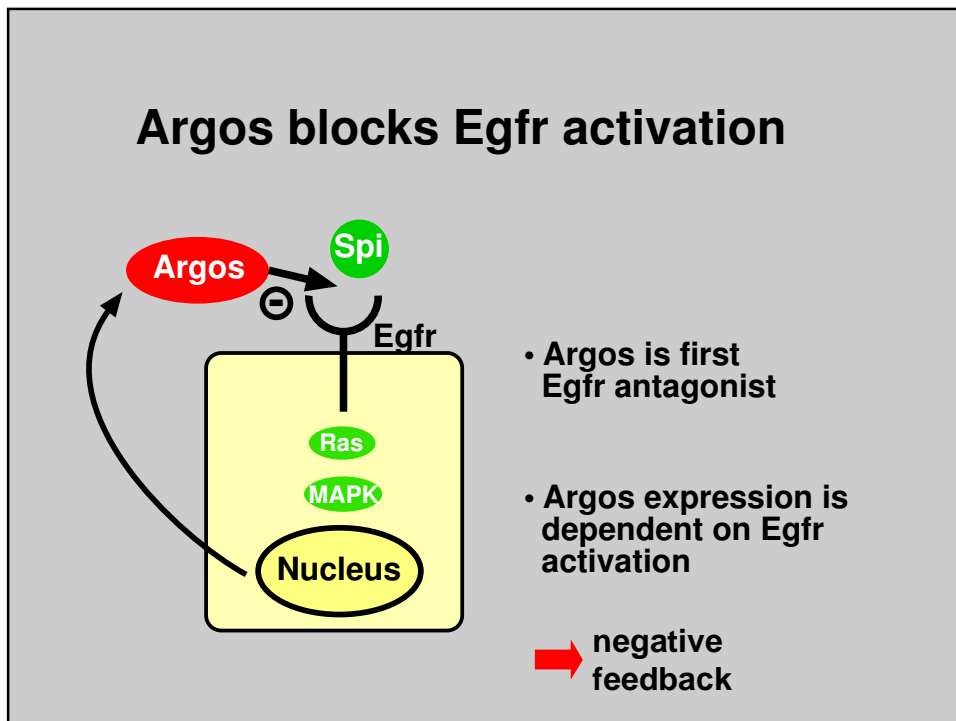 Argos blocks Egfr activation
Spi
Argos
-
Egfr
Ras
MAPK
Nucleus
• Argos is first
Egfr antagonist
• Argos expression is
dependent on Egfr
activation
negative
feedback